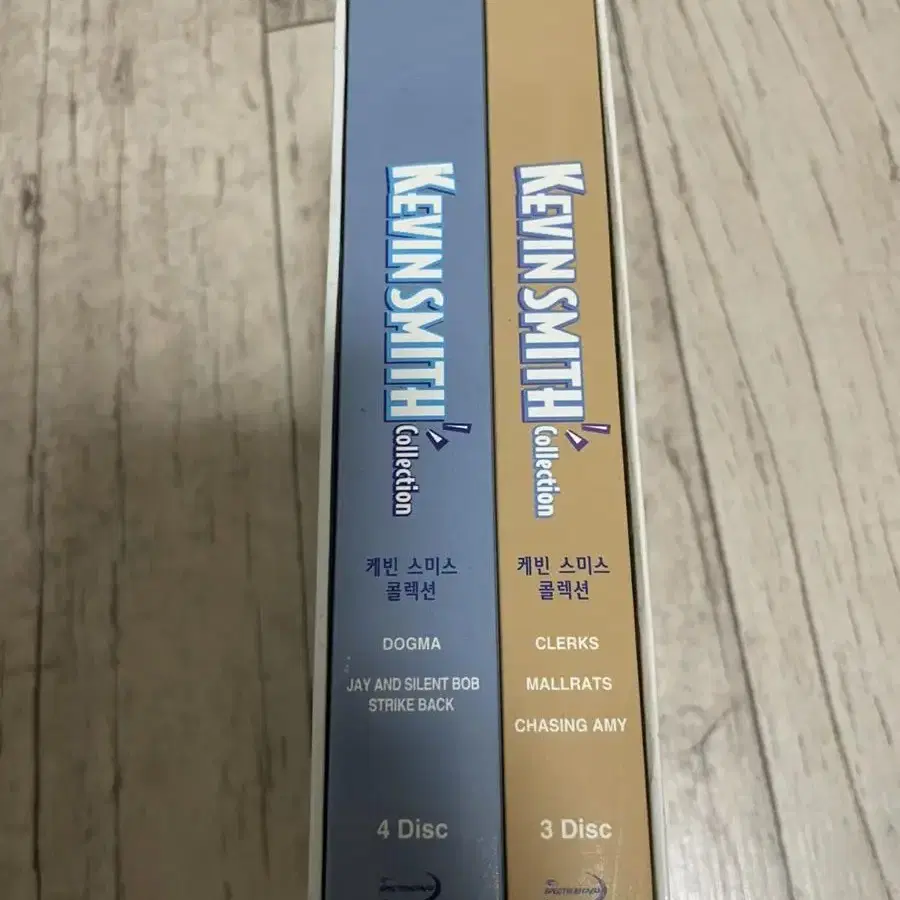 KEVIN SMITH
Collection
케빈 스미스
콜렉션
DOGMA
JAY AND SILENT BOB
STRIKE BACK
4 Disc
KEVIN SMITH
Collection
케빈 스미스
콜렉션
CLERKS
MALLRATS
CHASING AMY
3 Disc